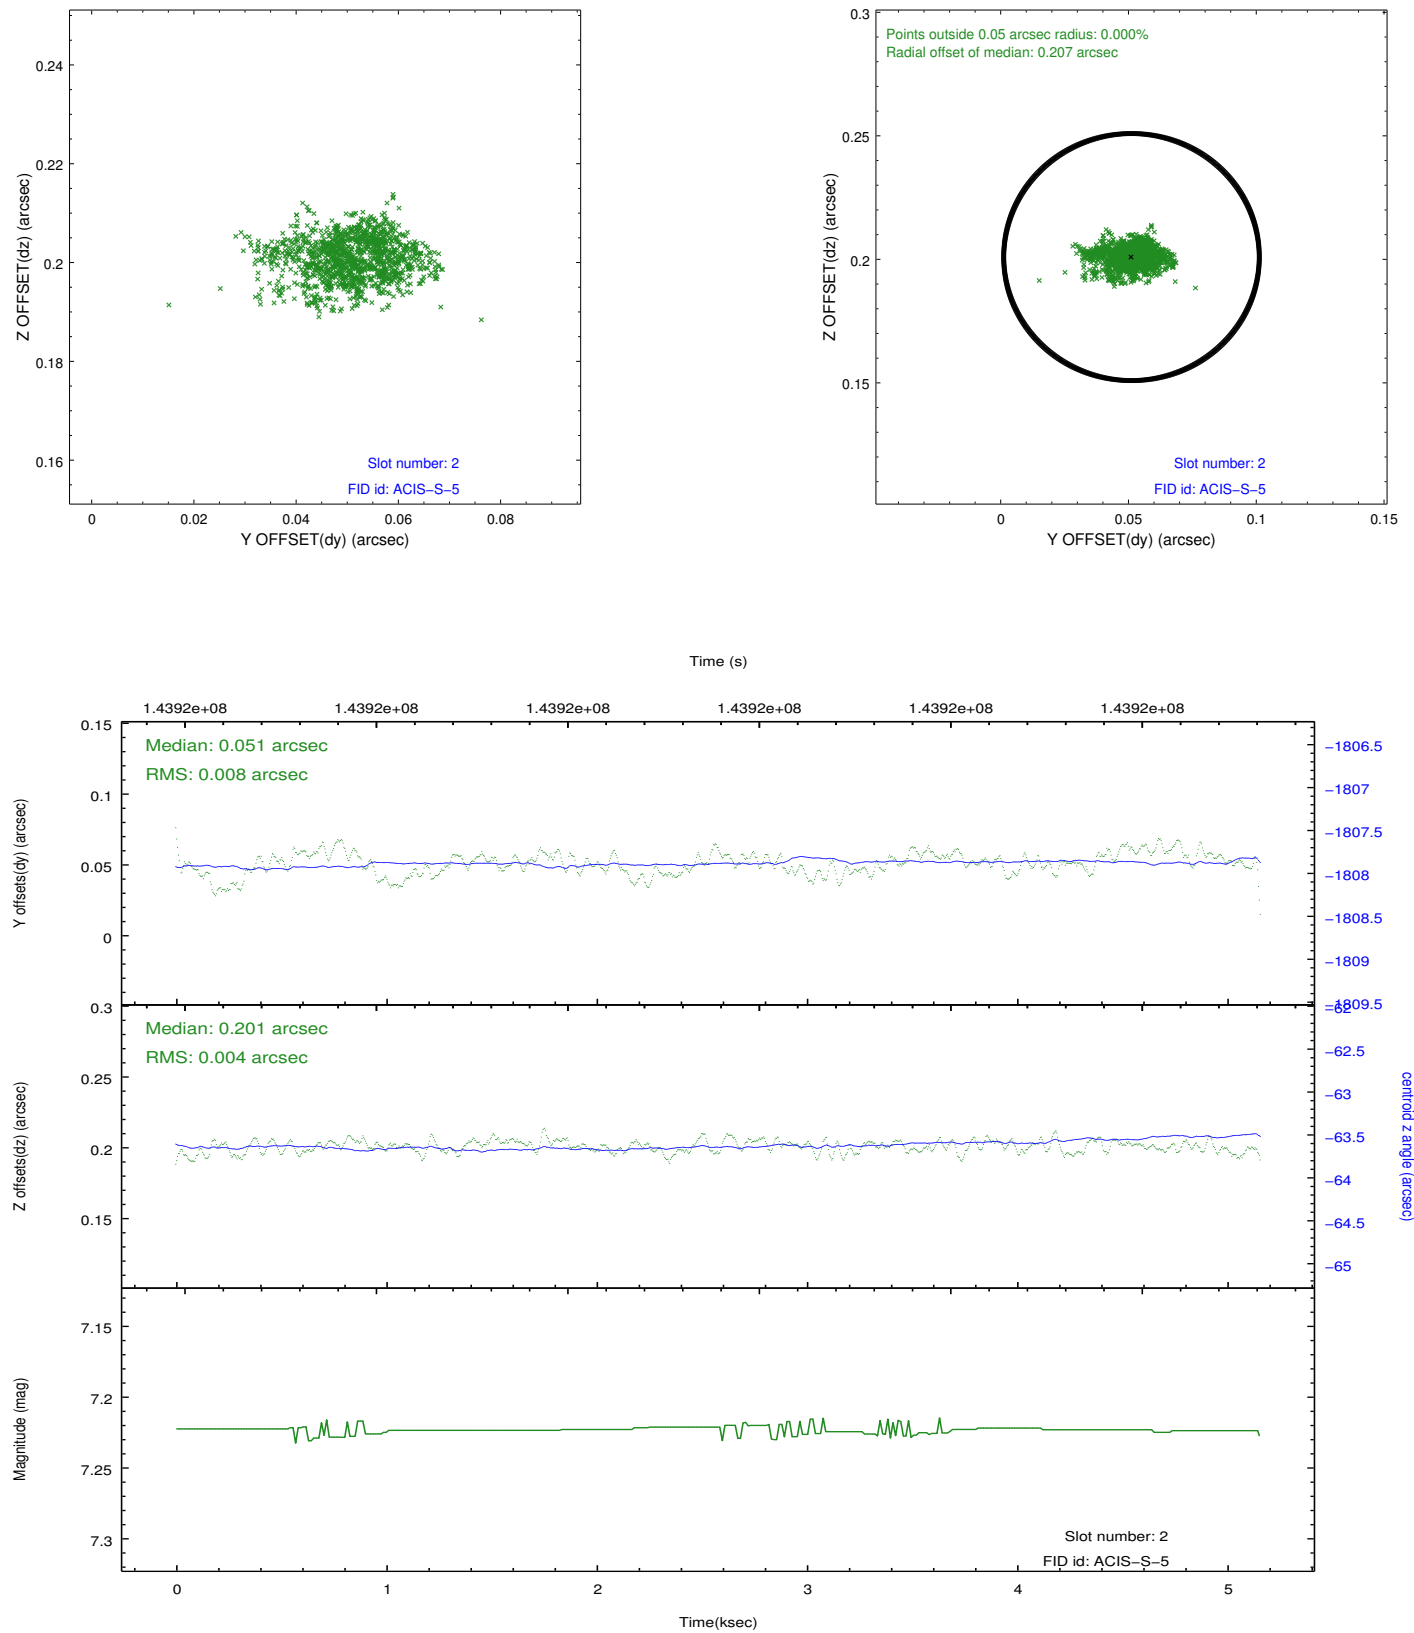 0.24
0.22
0.2
0.18
0.16
Z OFFSET(dz) (arcsec)
Slot number: 2
FID id: ACIS−S−5
0 0.02 0.04 0.06 0.08
Y OFFSET(dy) (arcsec)
0.3
0.25
0.2
0.15
Z OFFSET(dz) (arcsec)
Points outside 0.05 arcsec radius: 0.000%
Radial offset of median: 0.207 arcsec
Slot number: 2
FID id: ACIS−S−5
0 0.05 0.1 0.15
Y OFFSET(dy) (arcsec)
Time (s)
1.4392e+08 1.4392e+08 1.4392e+08 1.4392e+08 1.4392e+08 1.4392e+08
0.15
0.1
0.05
0
Y offsets(dy) (arcsec)
Median: 0.051 arcsec
RMS: 0.008 arcsec
−1806.5
−1807
−1807.5
−1808
−1808.5
−1809
−1809.5
0.3
0.25
0.2
0.15
Z offsets(dz) (arcsec)
Median: 0.201 arcsec
RMS: 0.004 arcsec
−62
−62.5
−63
−63.5
−64
−64.5
−65
centroid z angle (arcsec)
7.15
7.2
7.25
7.3
Magnitude (mag)
Slot number: 2
FID id: ACIS−S−5
0 1 2 3 4 5
Time(ksec)